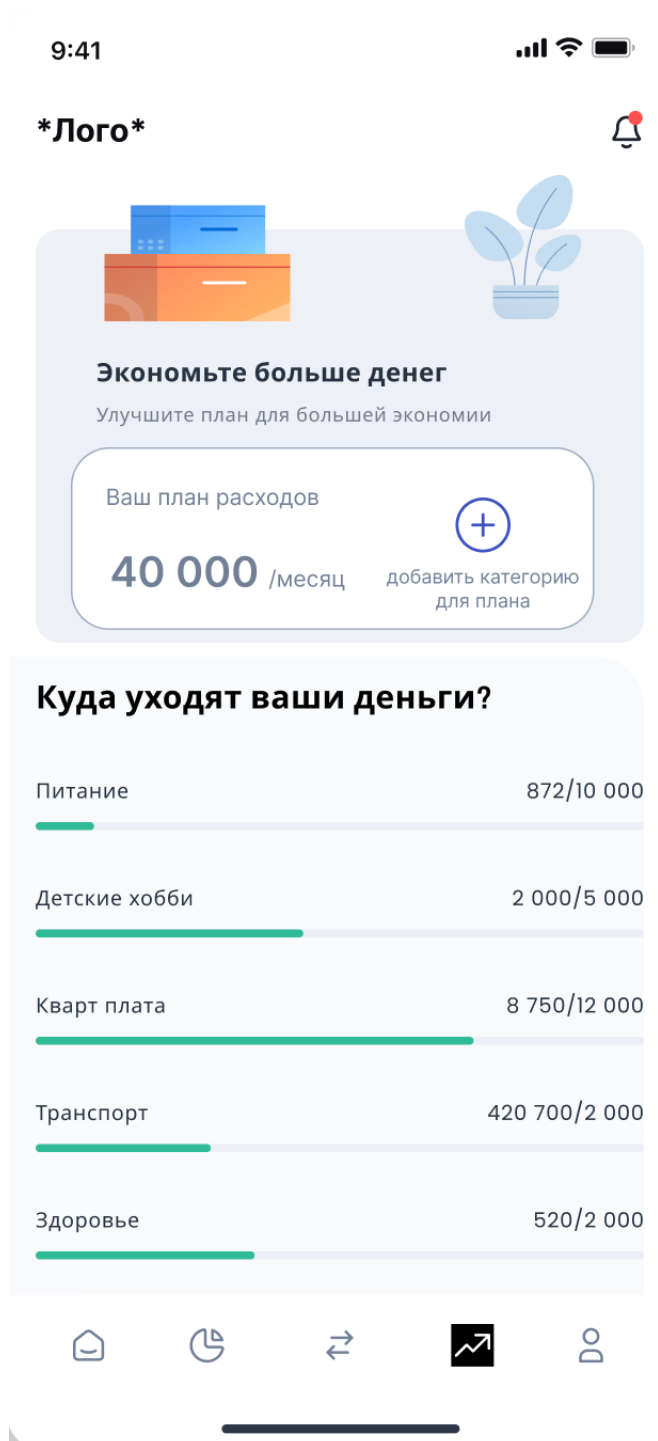 9:41
*Лого*
Экономьте больше денег
Улучшите план для большей экономии
Ваш план расходов
40 000 /месяц
добавить категорию
для плана
Куда уходят ваши деньги?
Питание 872/10 000
Детские хобби 2 000/5 000
Кварт плата 8 750/12 000
Транспорт 420 700/2 000
Здоровье 520/2 000